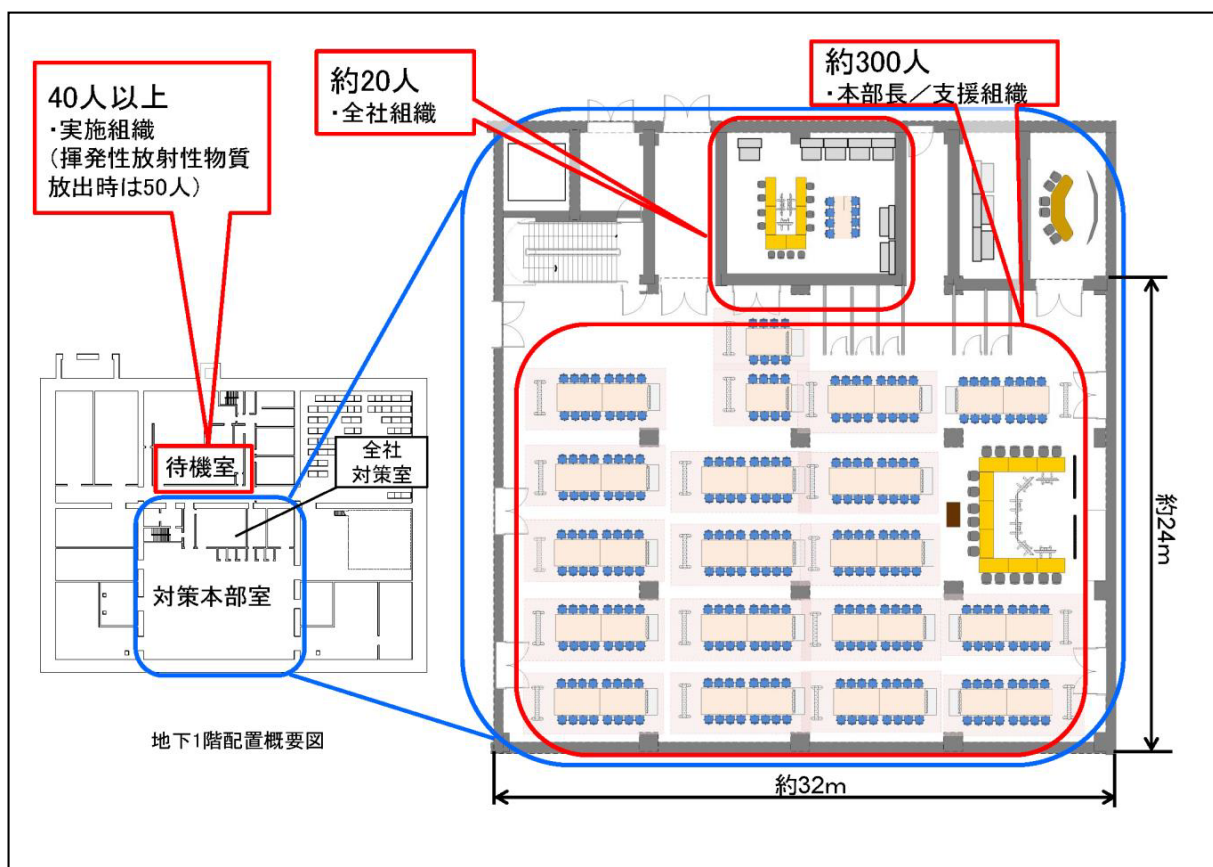 40人以上
・実施組織
(揮発性放射性物質
放出時は50人)
約20人
・全社組織
約300人
・本部長／支援組織
待機室
全社
対策室
対策本部室
地下1階配置概要図
約24m
約32m